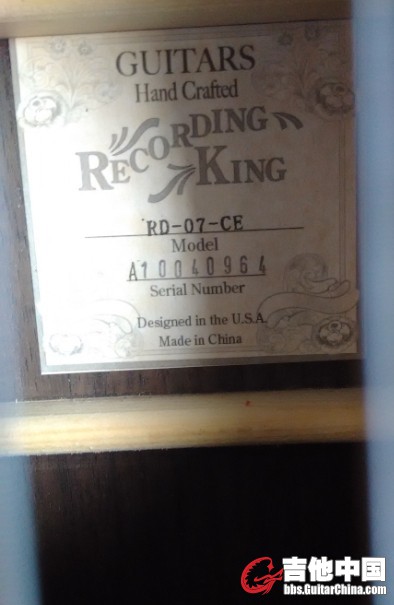 GUITARS
Hand Crafted
RECORDING
KING
RD-07-CE
Model
A10040964
Serial Number
Designed in the U.S.A.
Made in China
吉他中国
bbs.GuitarChina.com